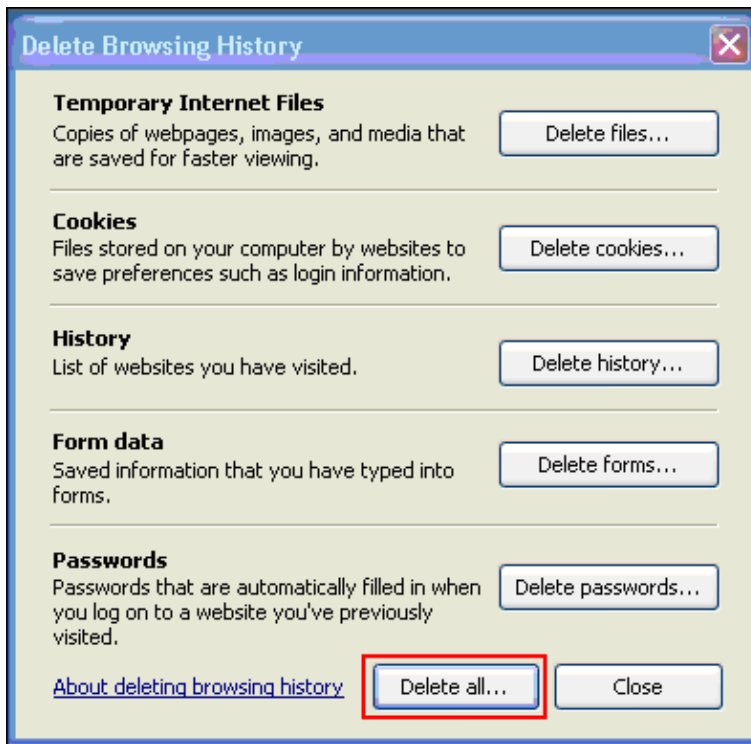 Delete Browsing History
Temporary Internet Files
Copies of webpages, images, and media that
are saved for faster viewing.
Delete files...
Cookies
Files stored on your computer by websites to
save preferences such as login information.
Delete cookies...
History
List of websites you have visited.
Delete history...
Form data
Saved information that you have typed into
forms.
Delete forms...
Passwords
Passwords that are automatically filled in when
you log on to a website you've previously
visited.
Delete passwords...
About deleting browsing history
Delete all...
Close